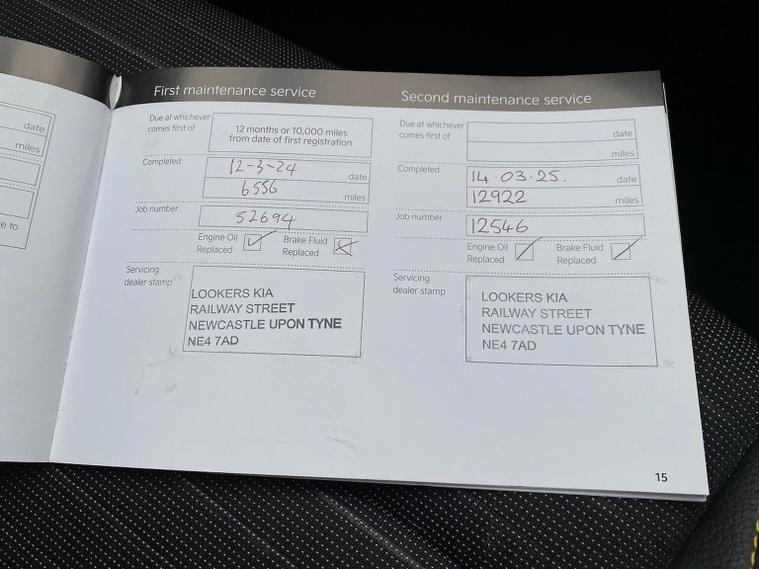 date
miles
e to
First maintenance service
Due at whichever
comes first of
12 months or 10,000 miles
from date of first registration
Completed
12-3-24
date
6556
miles
Job number
52694
Engine Oil
Replaced
Brake Fluid
Replaced
Servicing
dealer stamp
LOOKERS KIA
RAILWAY STREET
NEWCASTLE UPON TYNE
NE4 7AD
Second maintenance service
Due at whichever
comes first of
date
miles
Completed
14.03.25.
date
12922
miles
Job number
12546
Engine Oil
Replaced
Brake Fluid
Replaced
Servicing
dealer stamp
LOOKERS KIA
RAILWAY STREET
NEWCASTLE UPON TYNE
NE4 7AD
15